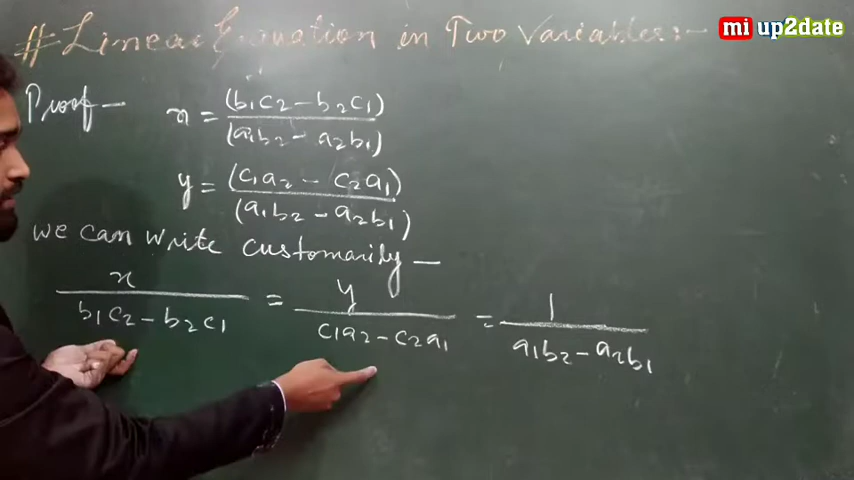 mi up2date
# Linear Equation in Two Variables:-
Proof - x = (b₁c₂ - b₂c₁) / (a₁b₂ - a₂b₁)
y = (c₁a₂ - c₂a₁) / (a₁b₂ - a₂b₁)
we can write customarily -
x / b₁c₂ - b₂c₁ = y / c₁a₂ - c₂a₁ = 1 / a₁b₂ - a₂b₁